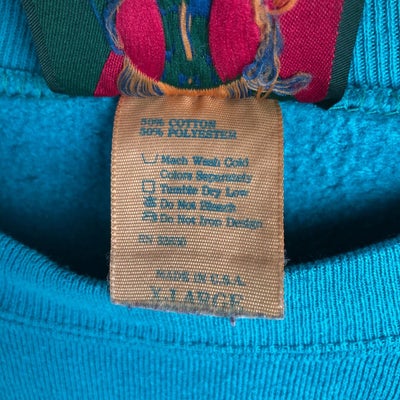 50% COTTON
50% POLYESTER
Mach Wash Cold
Colors Separately
Tumble Dry Low
Do Not Bleach
Do Not Iron Design
RN
MADE IN U.S.A.
X-LARGE